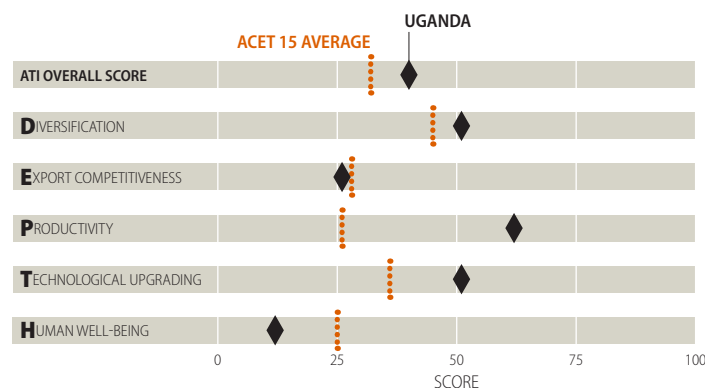 UGANDA
ACET 15 AVERAGE
ATI OVERALL SCORE
DIVERSIFICATION
EXPORT COMPETITIVENESS
PRODUCTIVITY
TECHNOLOGICAL UPGRADING
HUMAN WELL-BEING
0 25 50 75 100
SCORE